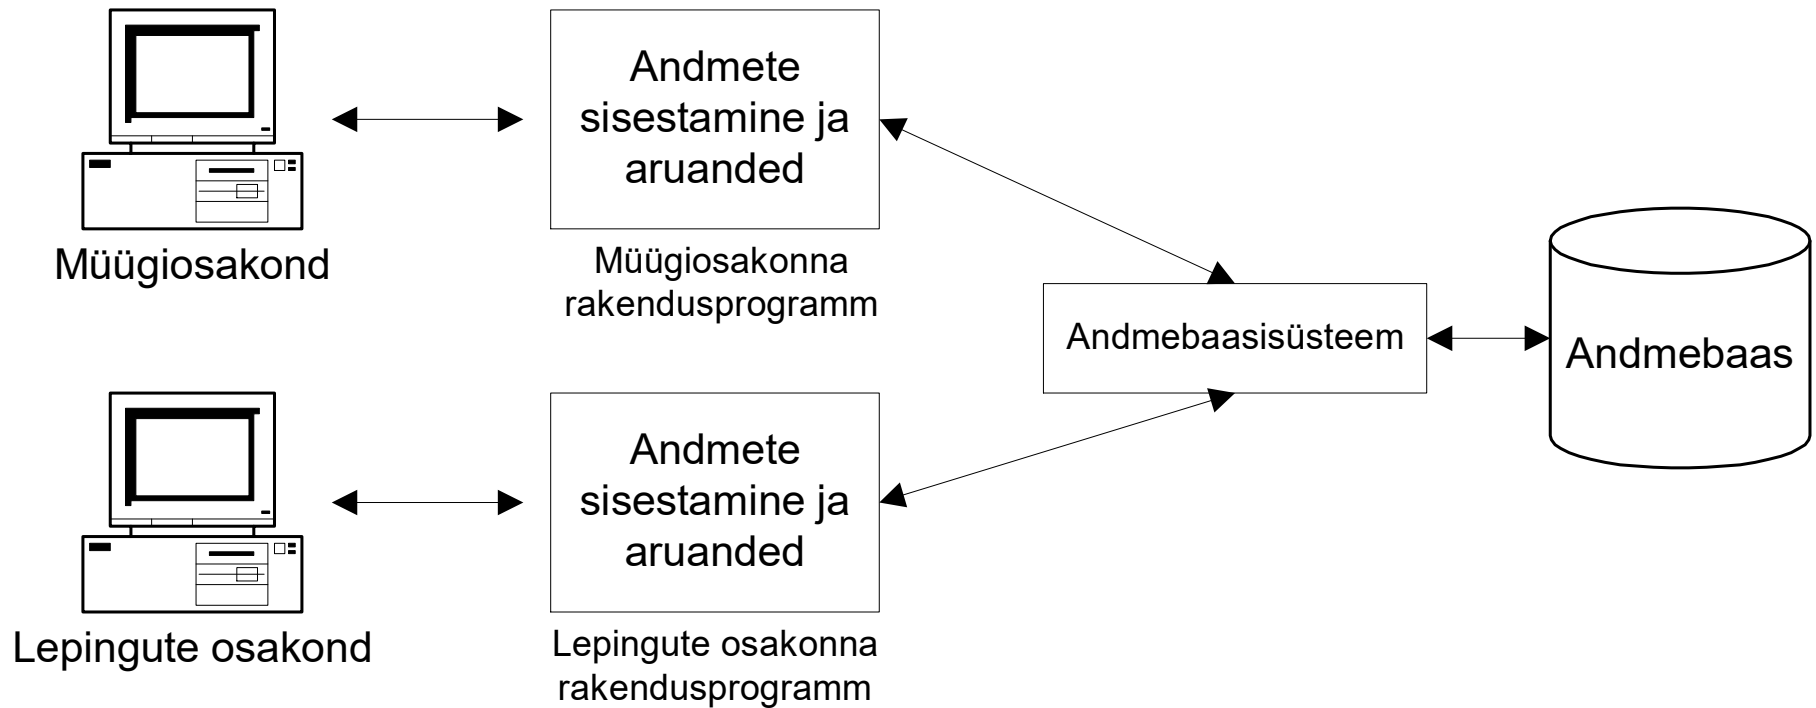 Andmete
sisestamine ja
aruanded
Müügiosakond
Müügiosakonna
rakendusprogramm
Andmebaasisüsteem
Andmebaas
Andmete
sisestamine ja
aruanded
Lepingute osakond
Lepingute osakonna
rakendusprogramm